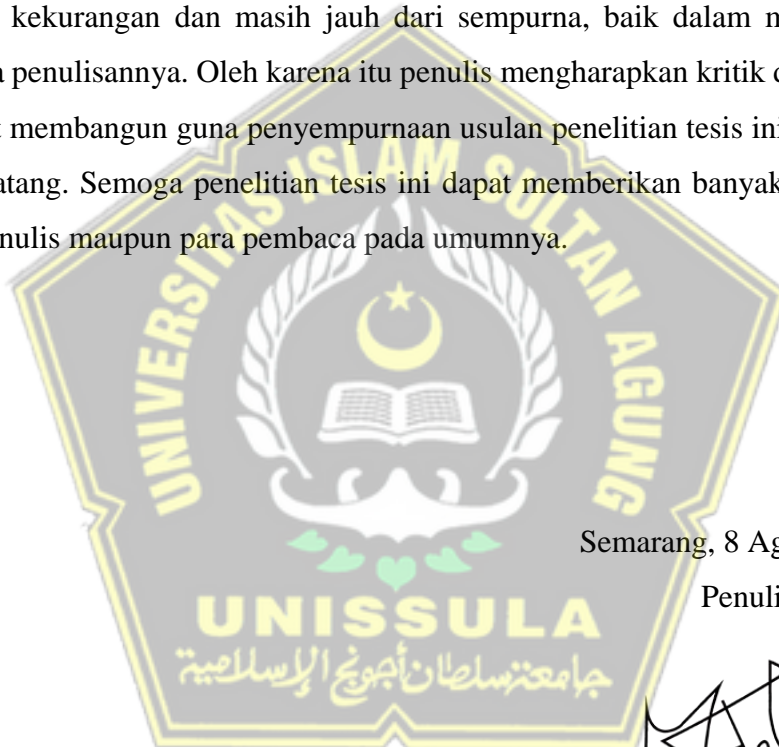 kekurangan dan masih jauh dari sempurna, baik dalam
penulisannya. Oleh karena itu penulis mengharapkan kritik
membangun guna penyempurnaan usulan penelitian tesis ini
atang. Semoga penelitian tesis ini dapat memberikan banyak
nulis maupun para pembaca pada umumnya.
UNIVERSITAS ISLAM SULTAN AGUNG
Semarang, 8 Ag
Penuli
UNISSULA
جامعة سلطان أجونج الإسلامية